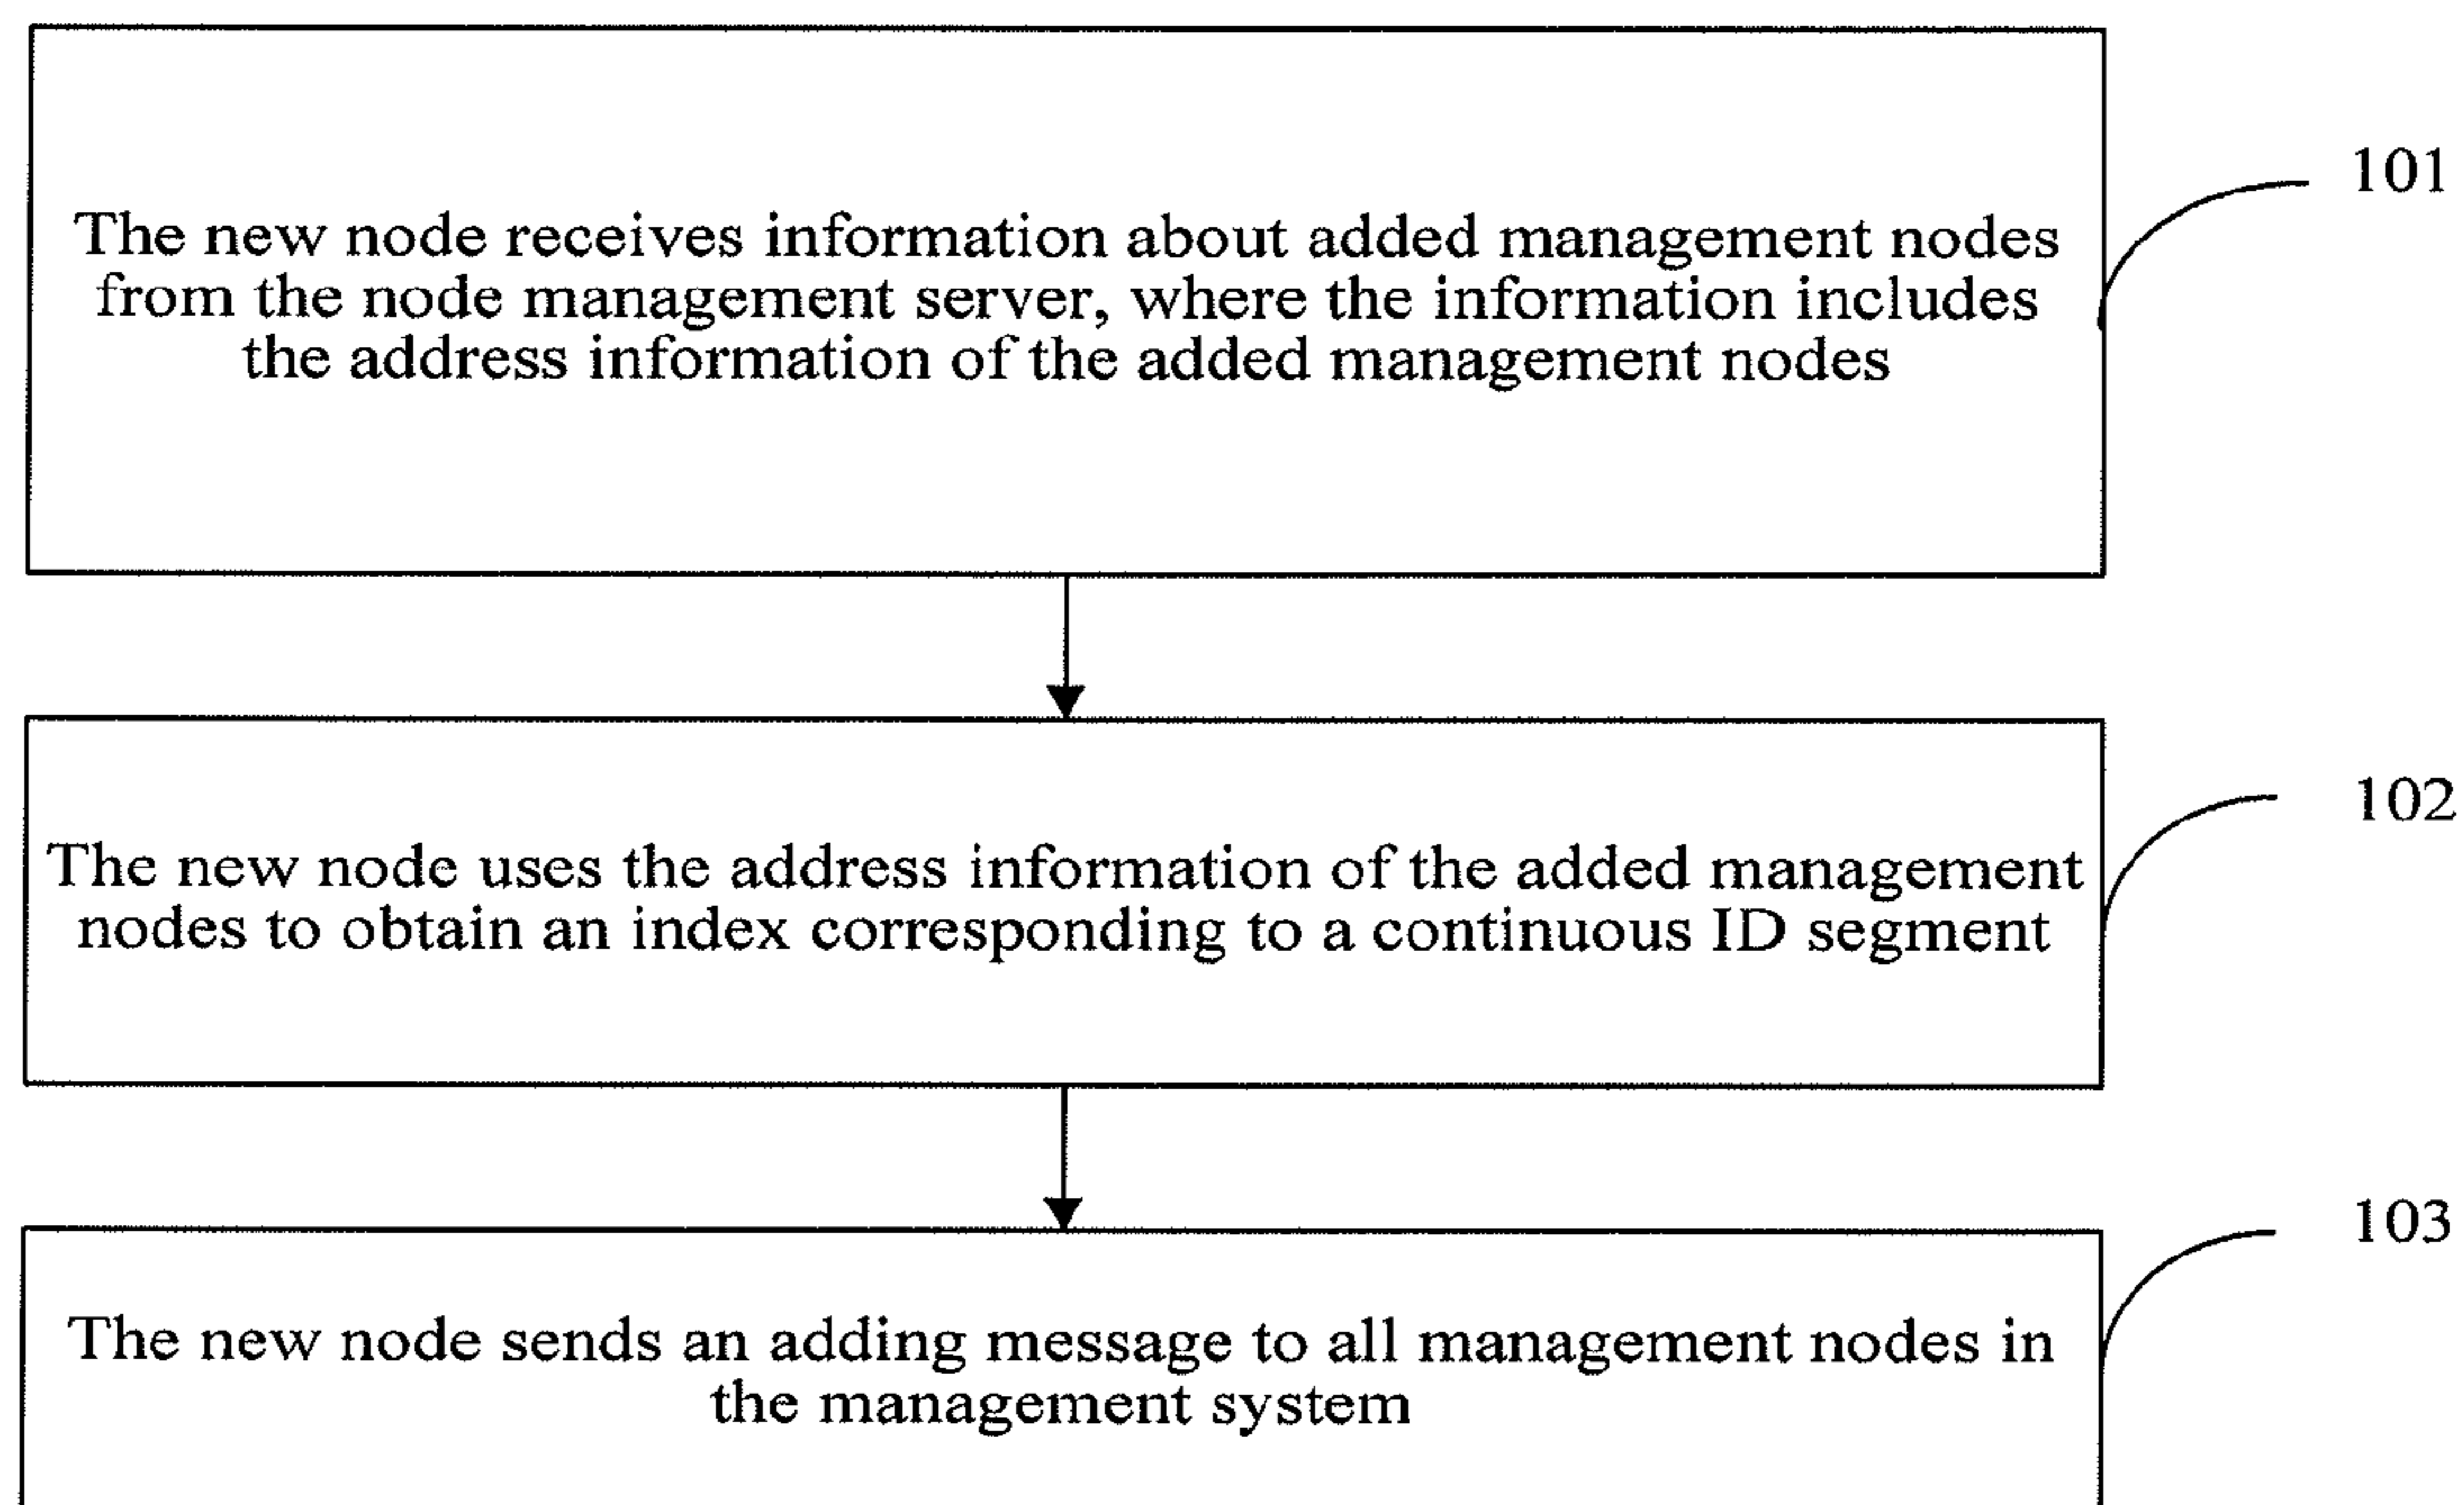 101
The new node receives information about added management nodes
from the node management server, where the information includes
the address information of the added management nodes
102
The new node uses the address information of the added management
nodes to obtain an index corresponding to a continuous ID segment
103
The new node sends an adding message to all management nodes in
the management system